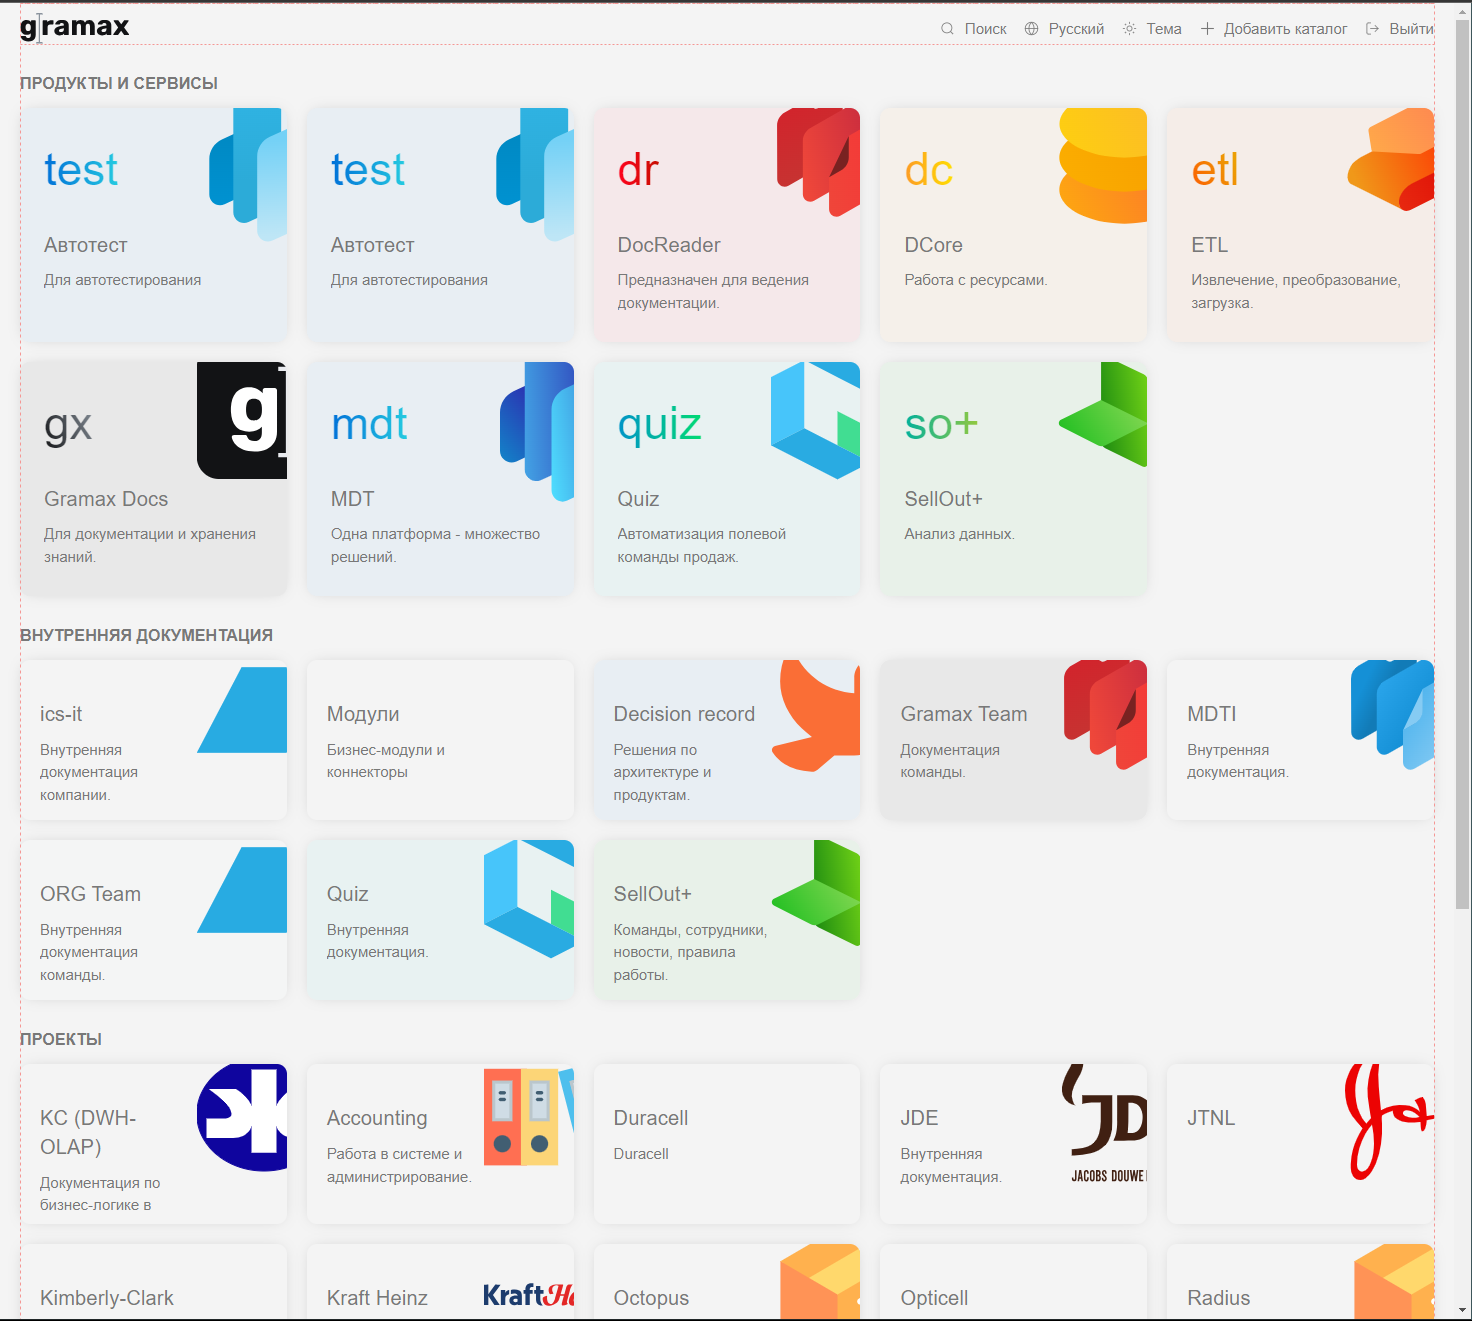 gramax
Поиск Русский Тема Добавить каталог Выйти
ПРОДУКТЫ И СЕРВИСЫ
test
Автотест
Для автотестирования
test
Автотест
Для автотестирования
dr
DocReader
Предназначен для ведения
документации.
dc
DCore
Работа с ресурсами.
etl
ETL
Извлечение, преобразование,
загрузка.
gx
g]
Gramax Docs
Для документации и хранения
знаний.
mdt
MDT
Одна платформа - множество
решений.
quiz
Quiz
Автоматизация полевой
команды продаж.
so+
SellOut+
Анализ данных.
ВНУТРЕННЯЯ ДОКУМЕНТАЦИЯ
ics-it
Внутренняя
документация
компании.
Модули
Бизнес-модули и
коннекторы
Decision record
Решения по
архитектуре и
продуктам.
Gramax Team
Документация
команды.
MDTI
Внутренняя
документация.
ORG Team
Внутренняя
документация
команды.
Quiz
Внутренняя
документация.
SellOut+
Команды, сотрудники,
новости, правила
работы.
ПРОЕКТЫ
KC (DWH-
OLAP)
Документация по
бизнес-логике в
Accounting
Работа в системе и
администрирование.
Duracell
Duracell
JDE
Внутренняя
документация.
JD
JACOBS DOUWE
JTNL
Kimberly-Clark
Kraft Heinz
Kraft He
Octopus
Opticell
Radius